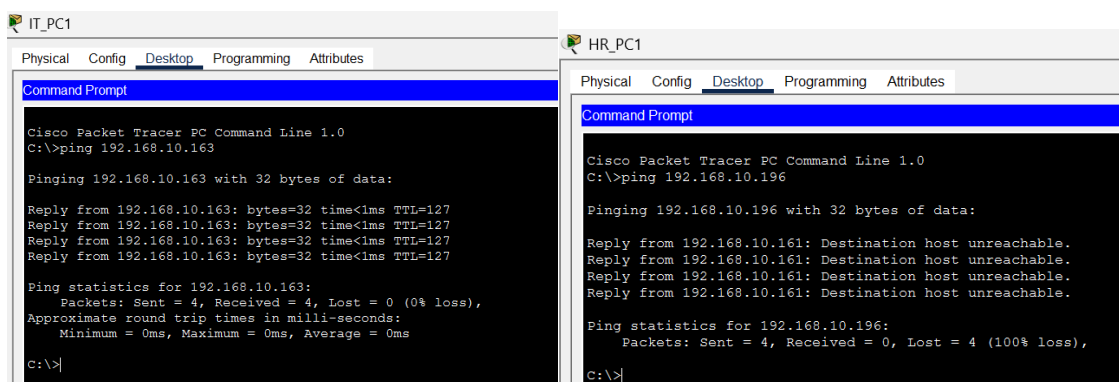 IT_PC1
Physical Config Desktop Programming Attributes
Command Prompt
Cisco Packet Tracer PC Command Line 1.0
C:\>ping 192.168.10.163
Pinging 192.168.10.163 with 32 bytes of data:
Reply from 192.168.10.163: bytes=32 time<1ms TTL=127
Reply from 192.168.10.163: bytes=32 time<1ms TTL=127
Reply from 192.168.10.163: bytes=32 time<1ms TTL=127
Reply from 192.168.10.163: bytes=32 time<1ms TTL=127
Ping statistics for 192.168.10.163:
Packets: Sent = 4, Received = 4, Lost = 0 (0% loss),
Approximate round trip times in milli-seconds:
Minimum = 0ms, Maximum = 0ms, Average = 0ms
C:\>
HR_PC1
Physical Config Desktop Programming Attributes
Command Prompt
Cisco Packet Tracer PC Command Line 1.0
C:\>ping 192.168.10.196
Pinging 192.168.10.196 with 32 bytes of data:
Reply from 192.168.10.161: Destination host unreachable.
Reply from 192.168.10.161: Destination host unreachable.
Reply from 192.168.10.161: Destination host unreachable.
Reply from 192.168.10.161: Destination host unreachable.
Ping statistics for 192.168.10.196:
Packets: Sent = 4, Received = 0, Lost = 4 (100% loss),
C:\>